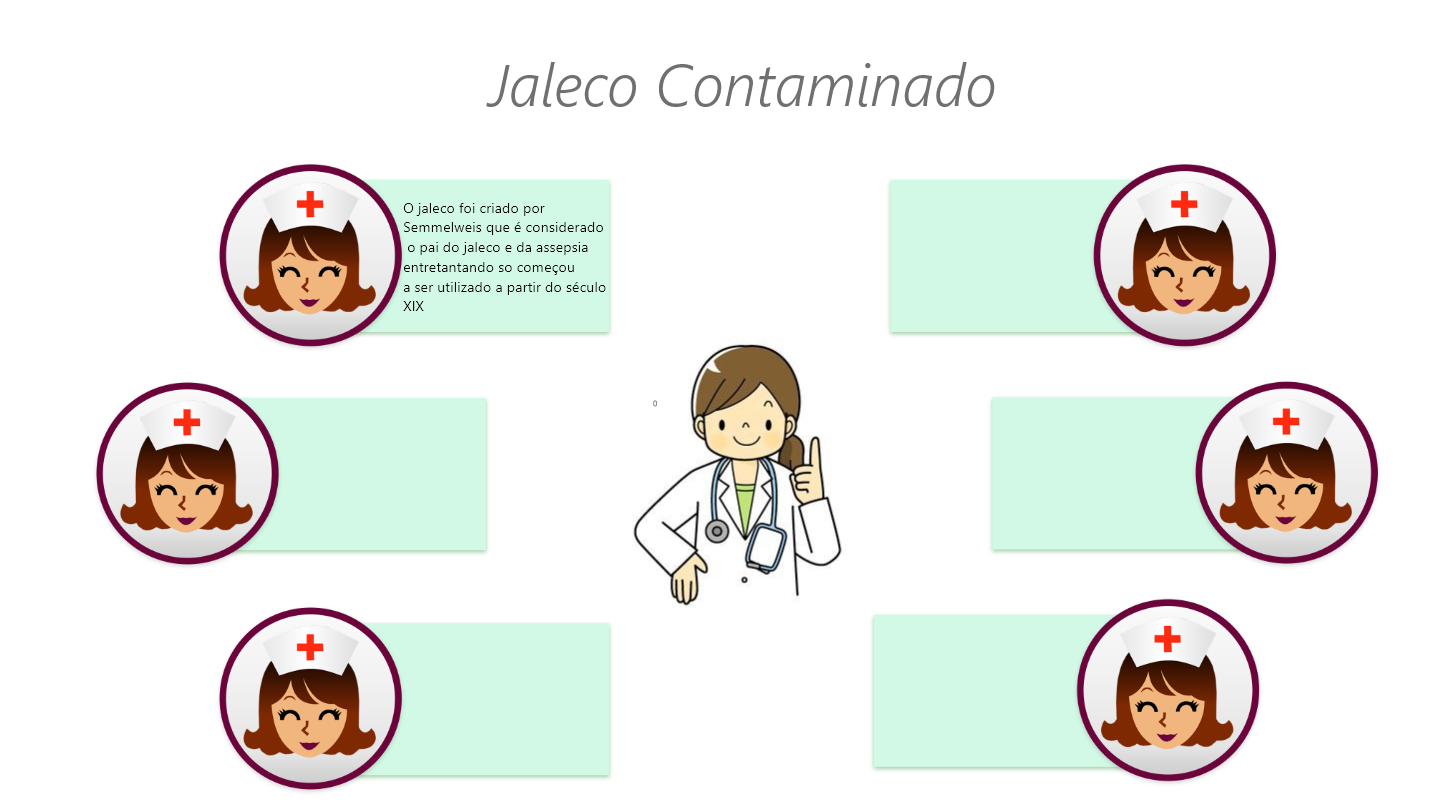 Jaleco Contaminado
O jaleco foi criado por
Semmelweis que é considerado
o pai do jaleco e da assepsia
entretantando so começou
a ser utilizado a partir do século
XIX
0